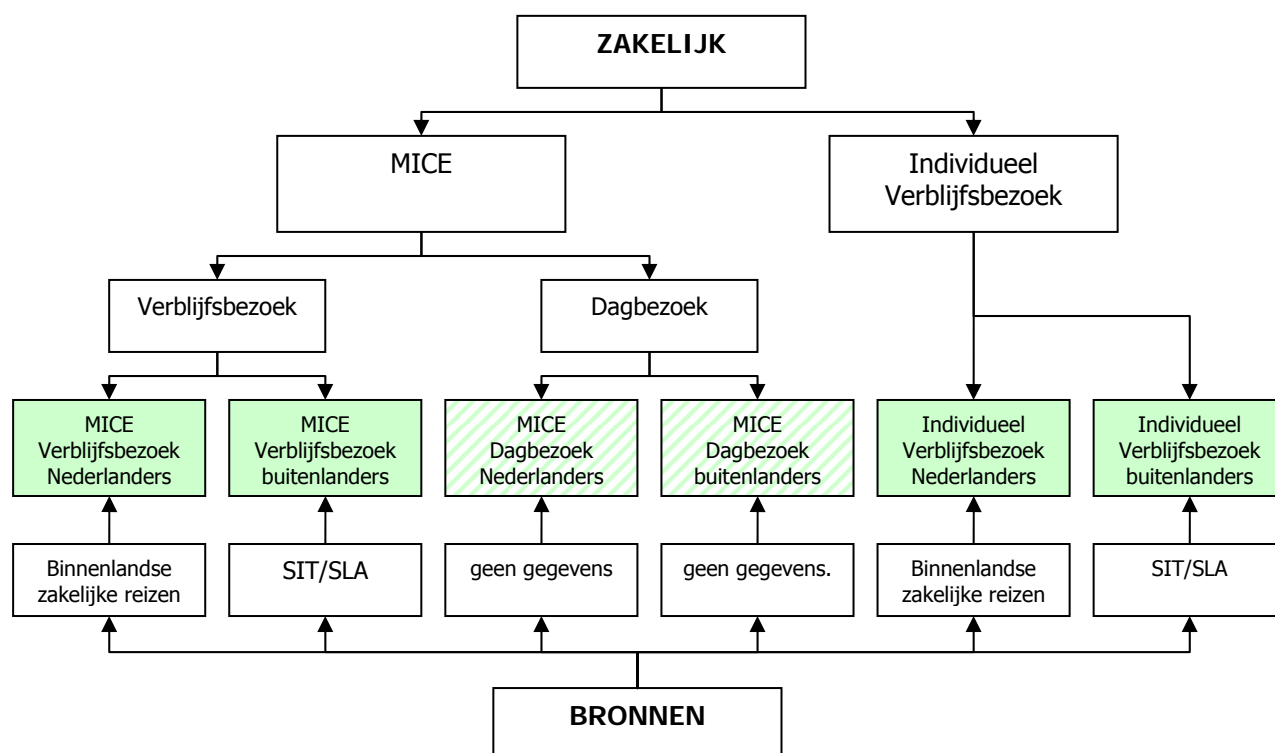 ZAKELIJK
MICE
Individueel
Verblijfsbezoek
Verblijfsbezoek
Dagbezoek
MICE
Verblijfsbezoek
Nederlanders
MICE
Verblijfsbezoek
buitenlanders
MICE
Dagbezoek
Nederlanders
MICE
Dagbezoek
buitenlanders
Individueel
Verblijfsbezoek
Nederlanders
Individueel
Verblijfsbezoek
buitenlanders
Binnenlandse
zakelijke reizen
SIT/SLA
geen gegevens
geen gegevens.
Binnenlandse
zakelijke reizen
SIT/SLA
BRONNEN